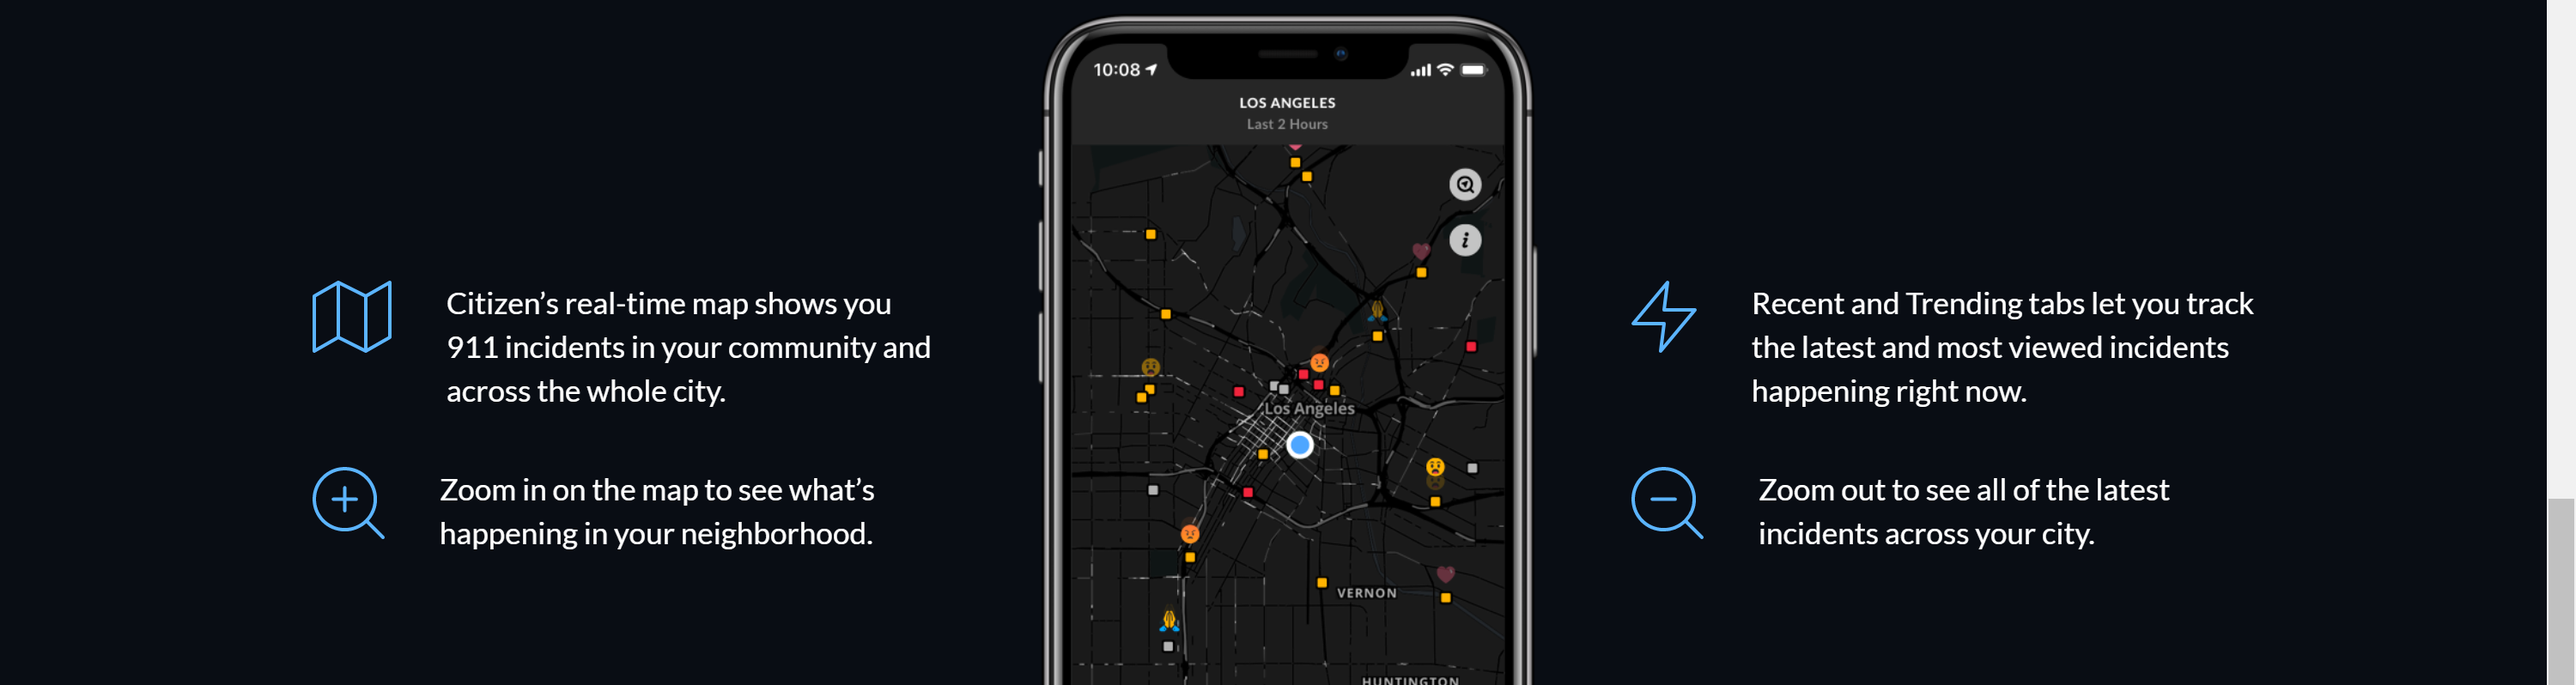 10:08
LOS ANGELES
Last 2 Hours
Citizen’s real-time map shows you
911 incidents in your community and
across the whole city.
Zoom in on the map to see what’s
happening in your neighborhood.
Los Angeles
VERNON
HUNTINGTON
Recent and Trending tabs let you track
the latest and most viewed incidents
happening right now.
Zoom out to see all of the latest
incidents across your city.